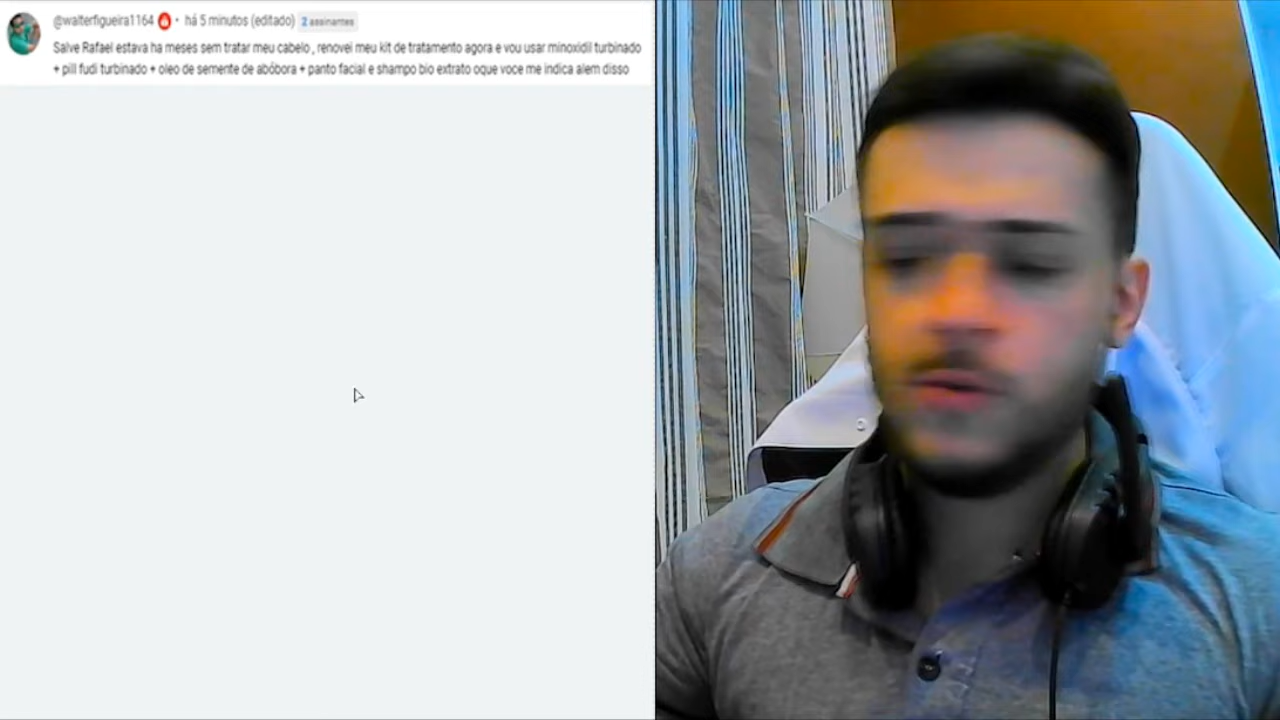 @walterfigueira1164 • há 5 minutos (editado) 2 assinantes
Salve Rafael estava ha meses sem tratar meu cabelo , renovei meu kit de tratamento agora e vou usar minoxidil turbinado
+ pill fudi turbinado + oleo de semente de abóbora + panto facial e shampo bio extrato oque voce me indica alem disso